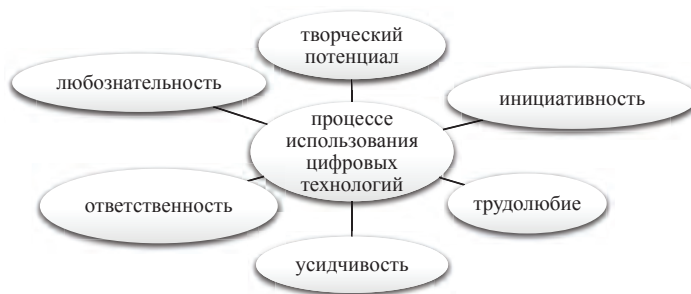 творческий
потенциал
любознательность
инициативность
процессе
использования
цифровых
технологий
ответственность
трудолюбие
усидчивость